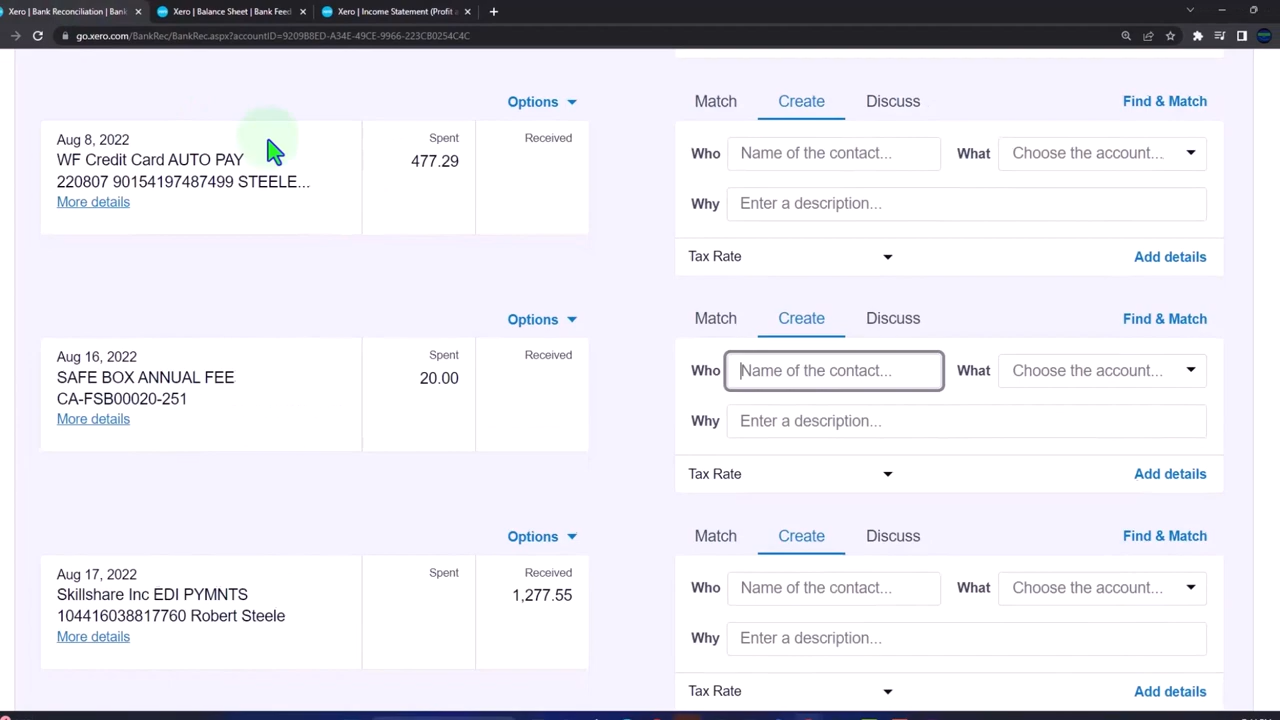 Xero | Bank Reconciliation | Bank
Xero | Balance Sheet | Bank Feed
Xero | Income Statement (Profit a
go.xero.com/BankRec/BankRec.aspx?accountID=9209B8ED-A34E-49CE-9966-223CB0254C4C
Options
Match Create Discuss Find & Match
Aug 8, 2022
WF Credit Card AUTO PAY
220807 90154197487499 STEELE...
More details
Spent
477.29
Received
Who Name of the contact... What Choose the account...
Why Enter a description...
Tax Rate Add details
Options
Match Create Discuss Find & Match
Aug 16, 2022
SAFE BOX ANNUAL FEE
CA-FSB00020-251
More details
Spent
20.00
Received
Who Name of the contact... What Choose the account...
Why Enter a description...
Tax Rate Add details
Options
Match Create Discuss Find & Match
Aug 17, 2022
Skillshare Inc EDI PYMNTS
104416038817760 Robert Steele
More details
Spent
Received
1,277.55
Who Name of the contact... What Choose the account...
Why Enter a description...
Tax Rate Add details